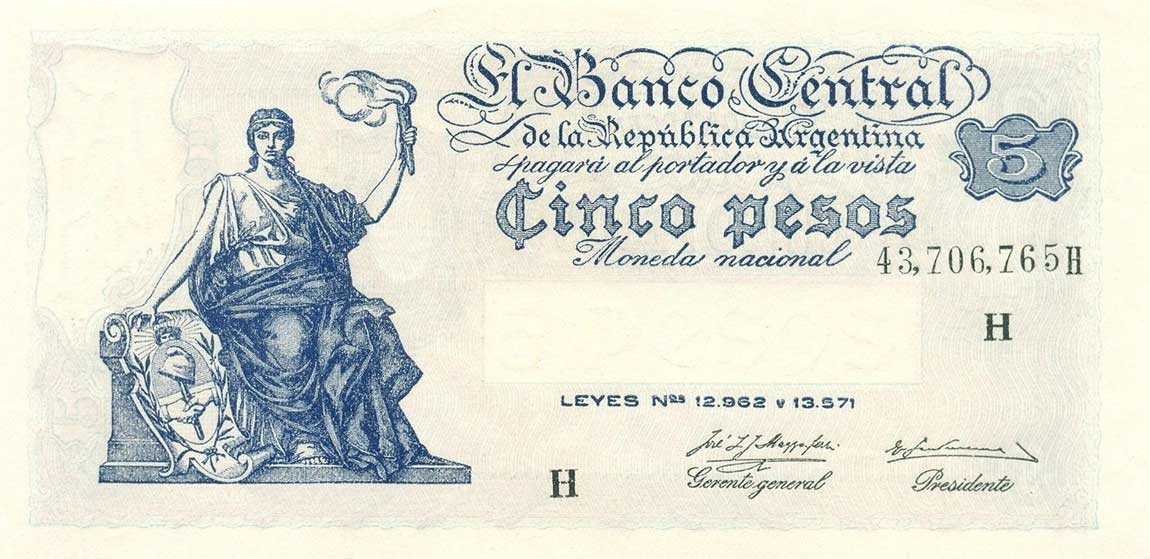 El Banco Central
de la República Argentina
pagará al portador y á la vista
5
Cinco pesos
Moneda nacional
43,706,765H
H
LEYES Nos 12.962 y 13.571
Gerente general
Presidente
H